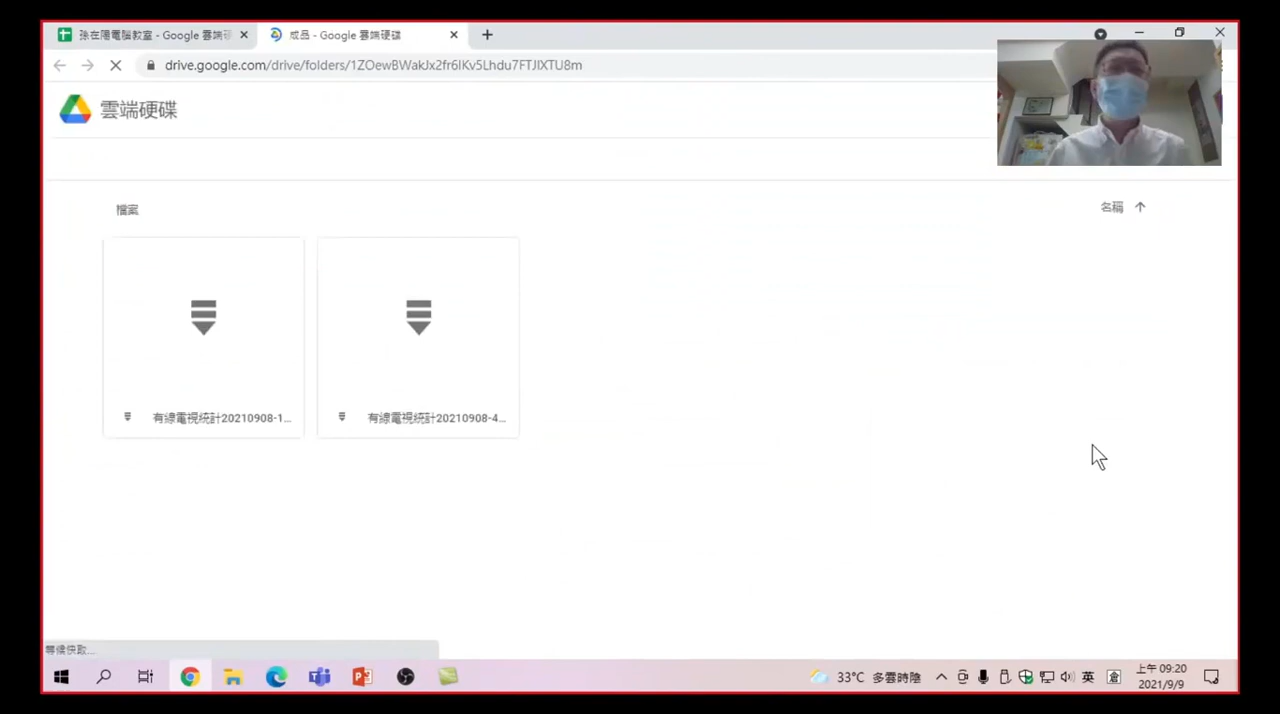 孫在陽電腦教室 - Google 雲端硬
成品 - Google 雲端硬碟
drive.google.com/drive/folders/1ZOewBWakJx2fr6lKv5Lhdu7FTJlXTU8m
雲端硬碟
檔案
名稱
有線電視統計20210908-1...
有線電視統計20210908-4...
等候快取...
33°C 多雲時陰
英
倉
上午 09:20
2021/9/9